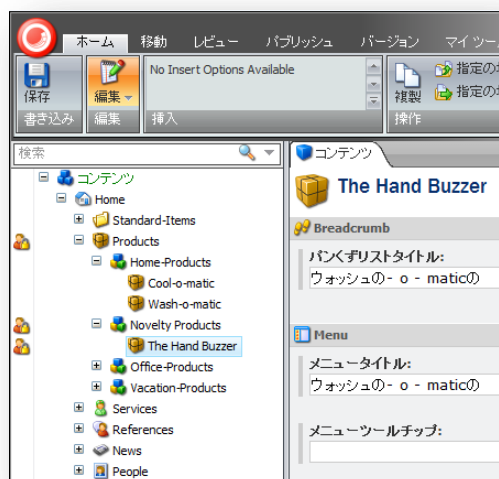 ホーム 移動 レビュー パブリッシュ バージョン マイ ツー
No Insert Options Available
保存 編集 複製 指定の
指定の
書き込み 編集 挿入 操作
検索
コンテンツ
コンテンツ
Home
Standard-Items
Products
Home-Products
Cool-o-matic
Wash-o-matic
Novelty Products
The Hand Buzzer
Office-Products
Vacation-Products
Services
References
News
People
The Hand Buzzer
Breadcrumb
パンくずリストタイトル:
ウォッシュの- o - maticの
Menu
メニュータイトル:
ウォッシュの- o - maticの
メニューツールチップ: